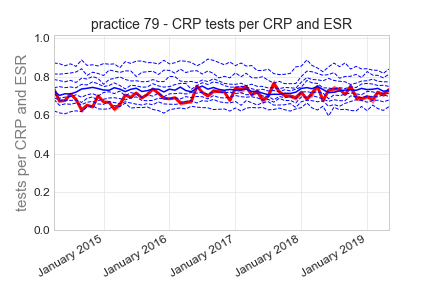 practice 79 - CRP tests per CRP and ESR
tests per CRP and ESR
1.0
0.8
0.6
0.4
0.2
0.0
January 2015
January 2016
January 2017
January 2018
January 2019